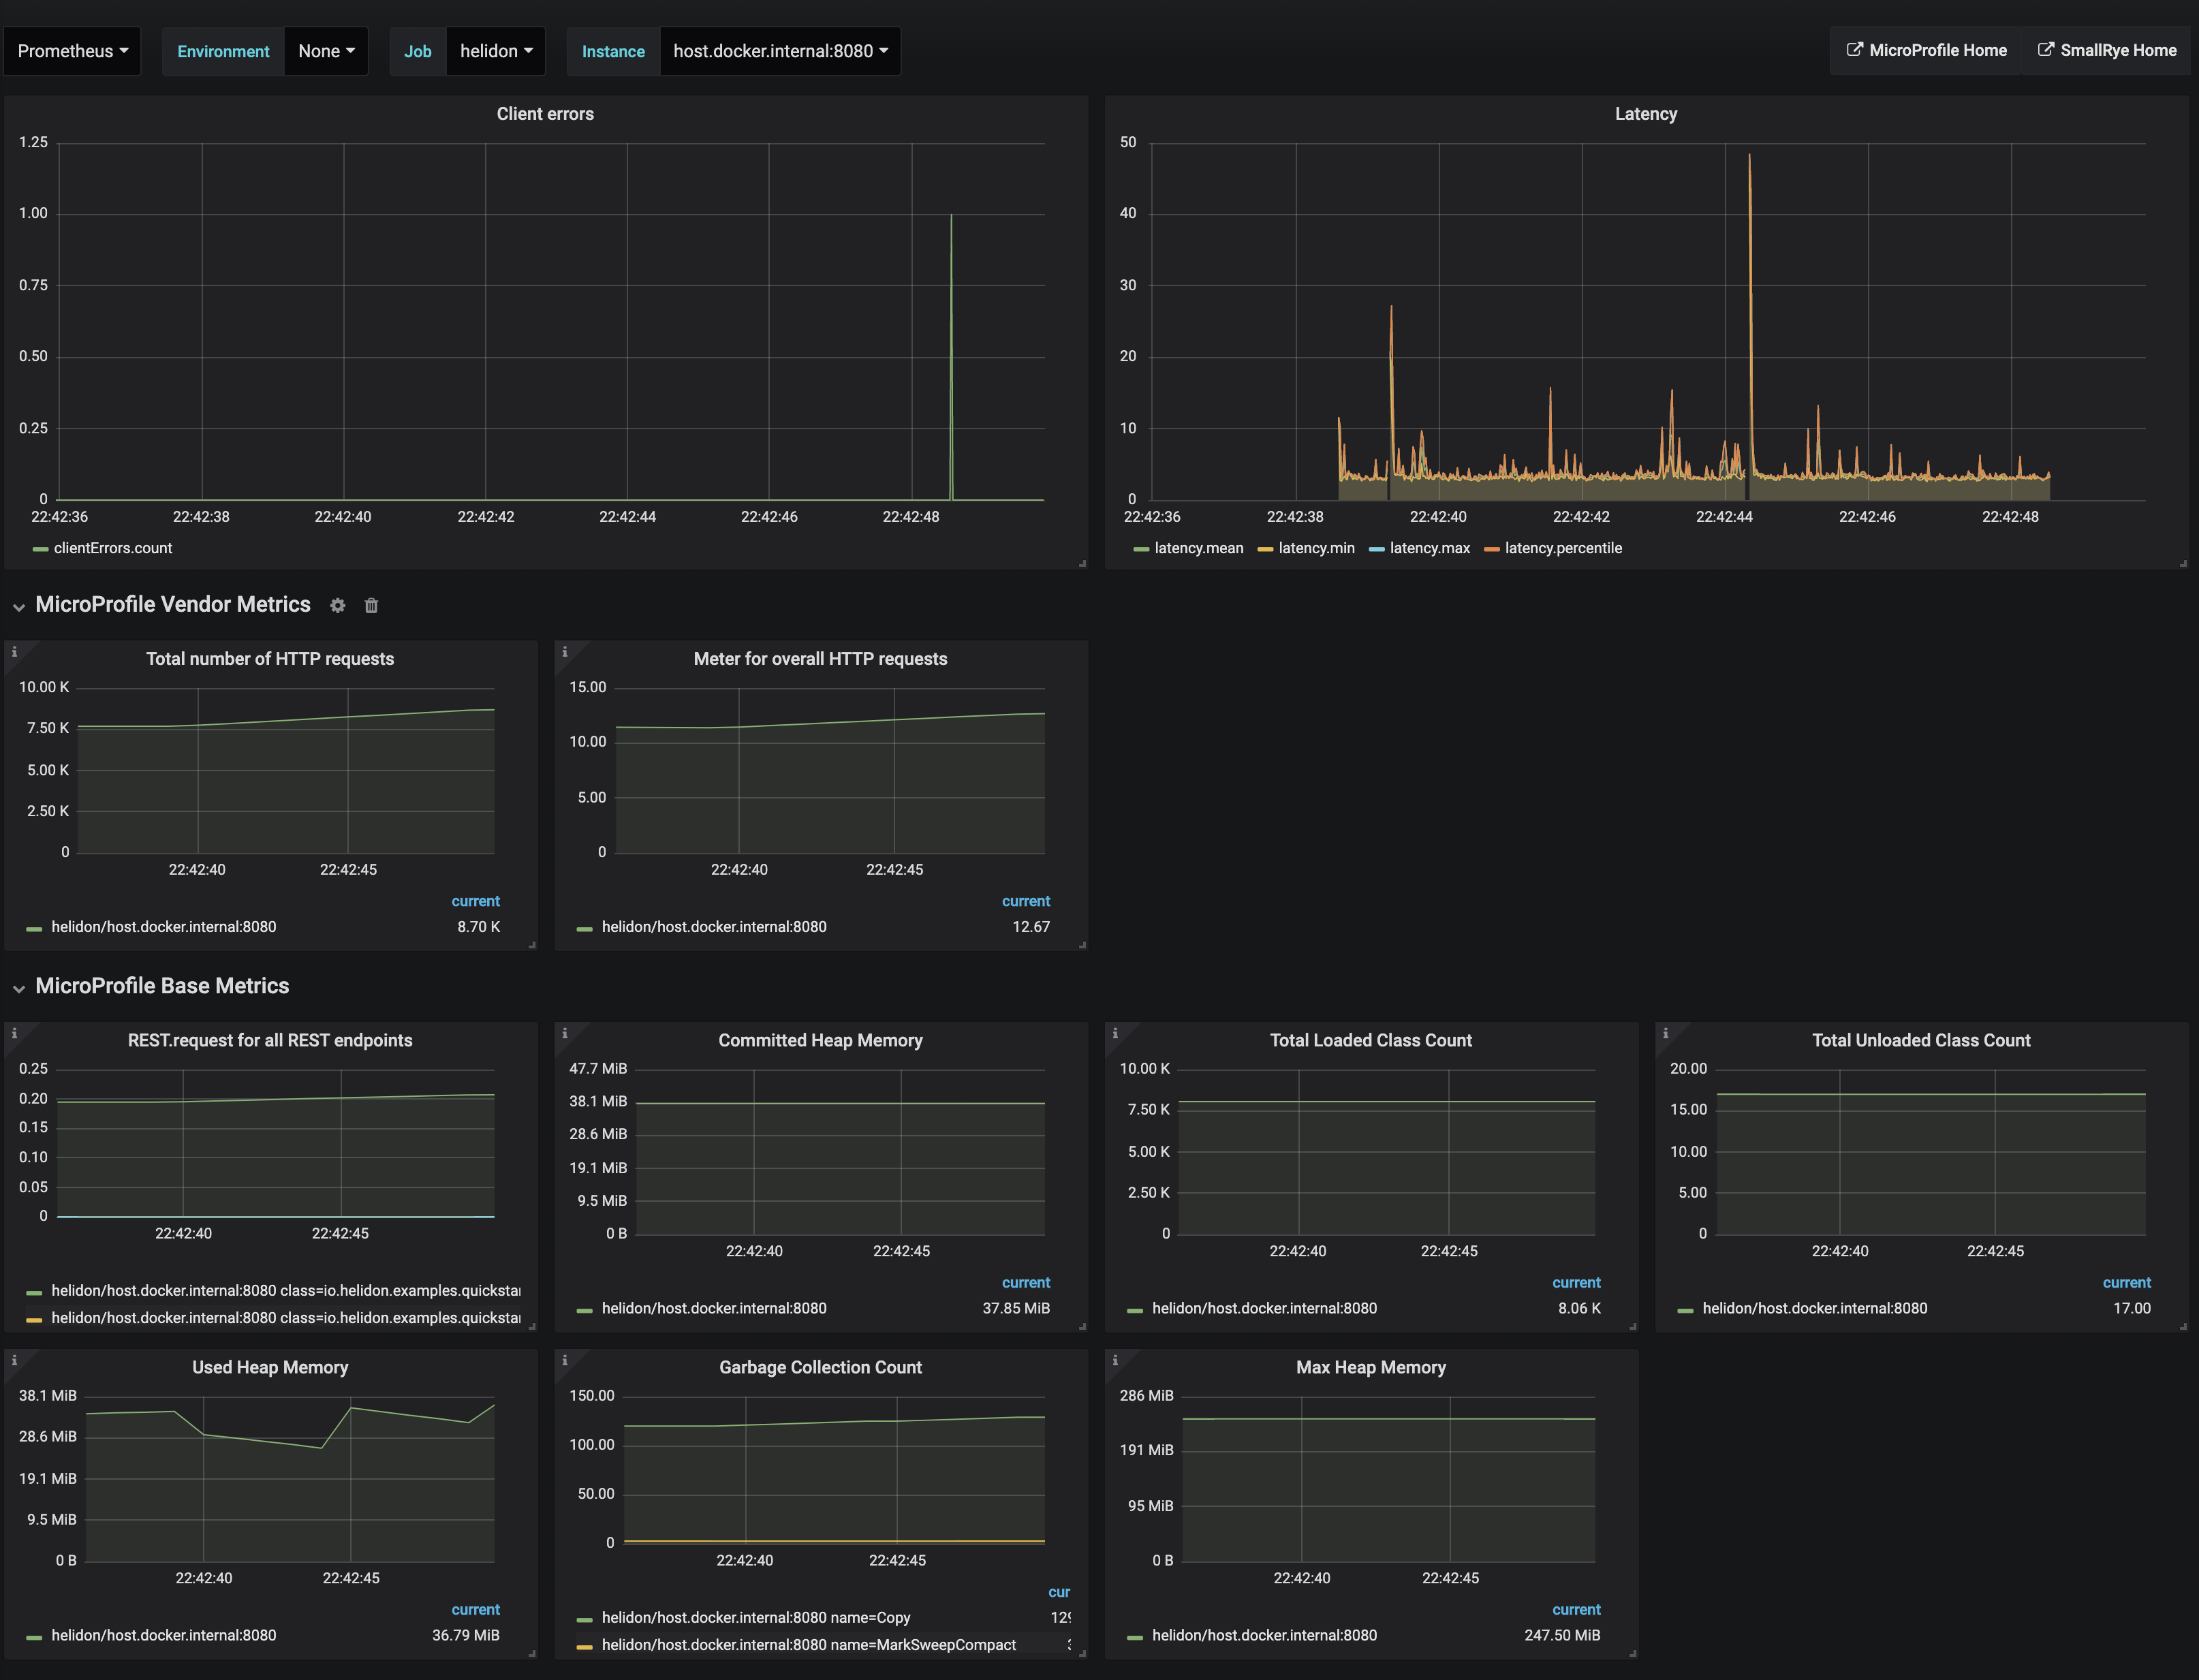 Prometheus Environment None Job helidon Instance host.docker.internal:8080 MicroProfile Home SmallRye Home
Client errors
1.25
1.00
0.75
0.50
0.25
0
22:42:36 22:42:38 22:42:40 22:42:42 22:42:44 22:42:46 22:42:48
clientErrors.count
Latency
50
40
30
20
10
0
22:42:36 22:42:38 22:42:40 22:42:42 22:42:44 22:42:46 22:42:48
latency.mean latency.min latency.max latency.percentile
MicroProfile Vendor Metrics
Total number of HTTP requests
10.00 K
7.50 K
5.00 K
2.50 K
0
22:42:40 22:42:45
current
helidon/host.docker.internal:8080 8.70 K
Meter for overall HTTP requests
15.00
10.00
5.00
0
22:42:40 22:42:45
current
helidon/host.docker.internal:8080 12.67
MicroProfile Base Metrics
REST.request for all REST endpoints
0.25
0.20
0.15
0.10
0.05
0
22:42:40 22:42:45
helidon/host.docker.internal:8080 class=io.helidon.examples.quickstar
helidon/host.docker.internal:8080 class=io.helidon.examples.quickstar
Committed Heap Memory
47.7 MiB
38.1 MiB
28.6 MiB
19.1 MiB
9.5 MiB
0 B
22:42:40 22:42:45
current
helidon/host.docker.internal:8080 37.85 MiB
Total Loaded Class Count
10.00 K
7.50 K
5.00 K
2.50 K
0
22:42:40 22:42:45
current
helidon/host.docker.internal:8080 8.06 K
Total Unloaded Class Count
20.00
15.00
10.00
5.00
0
22:42:40 22:42:45
current
helidon/host.docker.internal:8080 17.00
Used Heap Memory
38.1 MiB
28.6 MiB
19.1 MiB
9.5 MiB
0 B
22:42:40 22:42:45
current
helidon/host.docker.internal:8080 36.79 MiB
Garbage Collection Count
150.00
100.00
50.00
0
22:42:40 22:42:45
cur
helidon/host.docker.internal:8080 name=Copy 129
helidon/host.docker.internal:8080 name=MarkSweepCompact
Max Heap Memory
286 MiB
191 MiB
95 MiB
0 B
22:42:40 22:42:45
current
helidon/host.docker.internal:8080 247.50 MiB